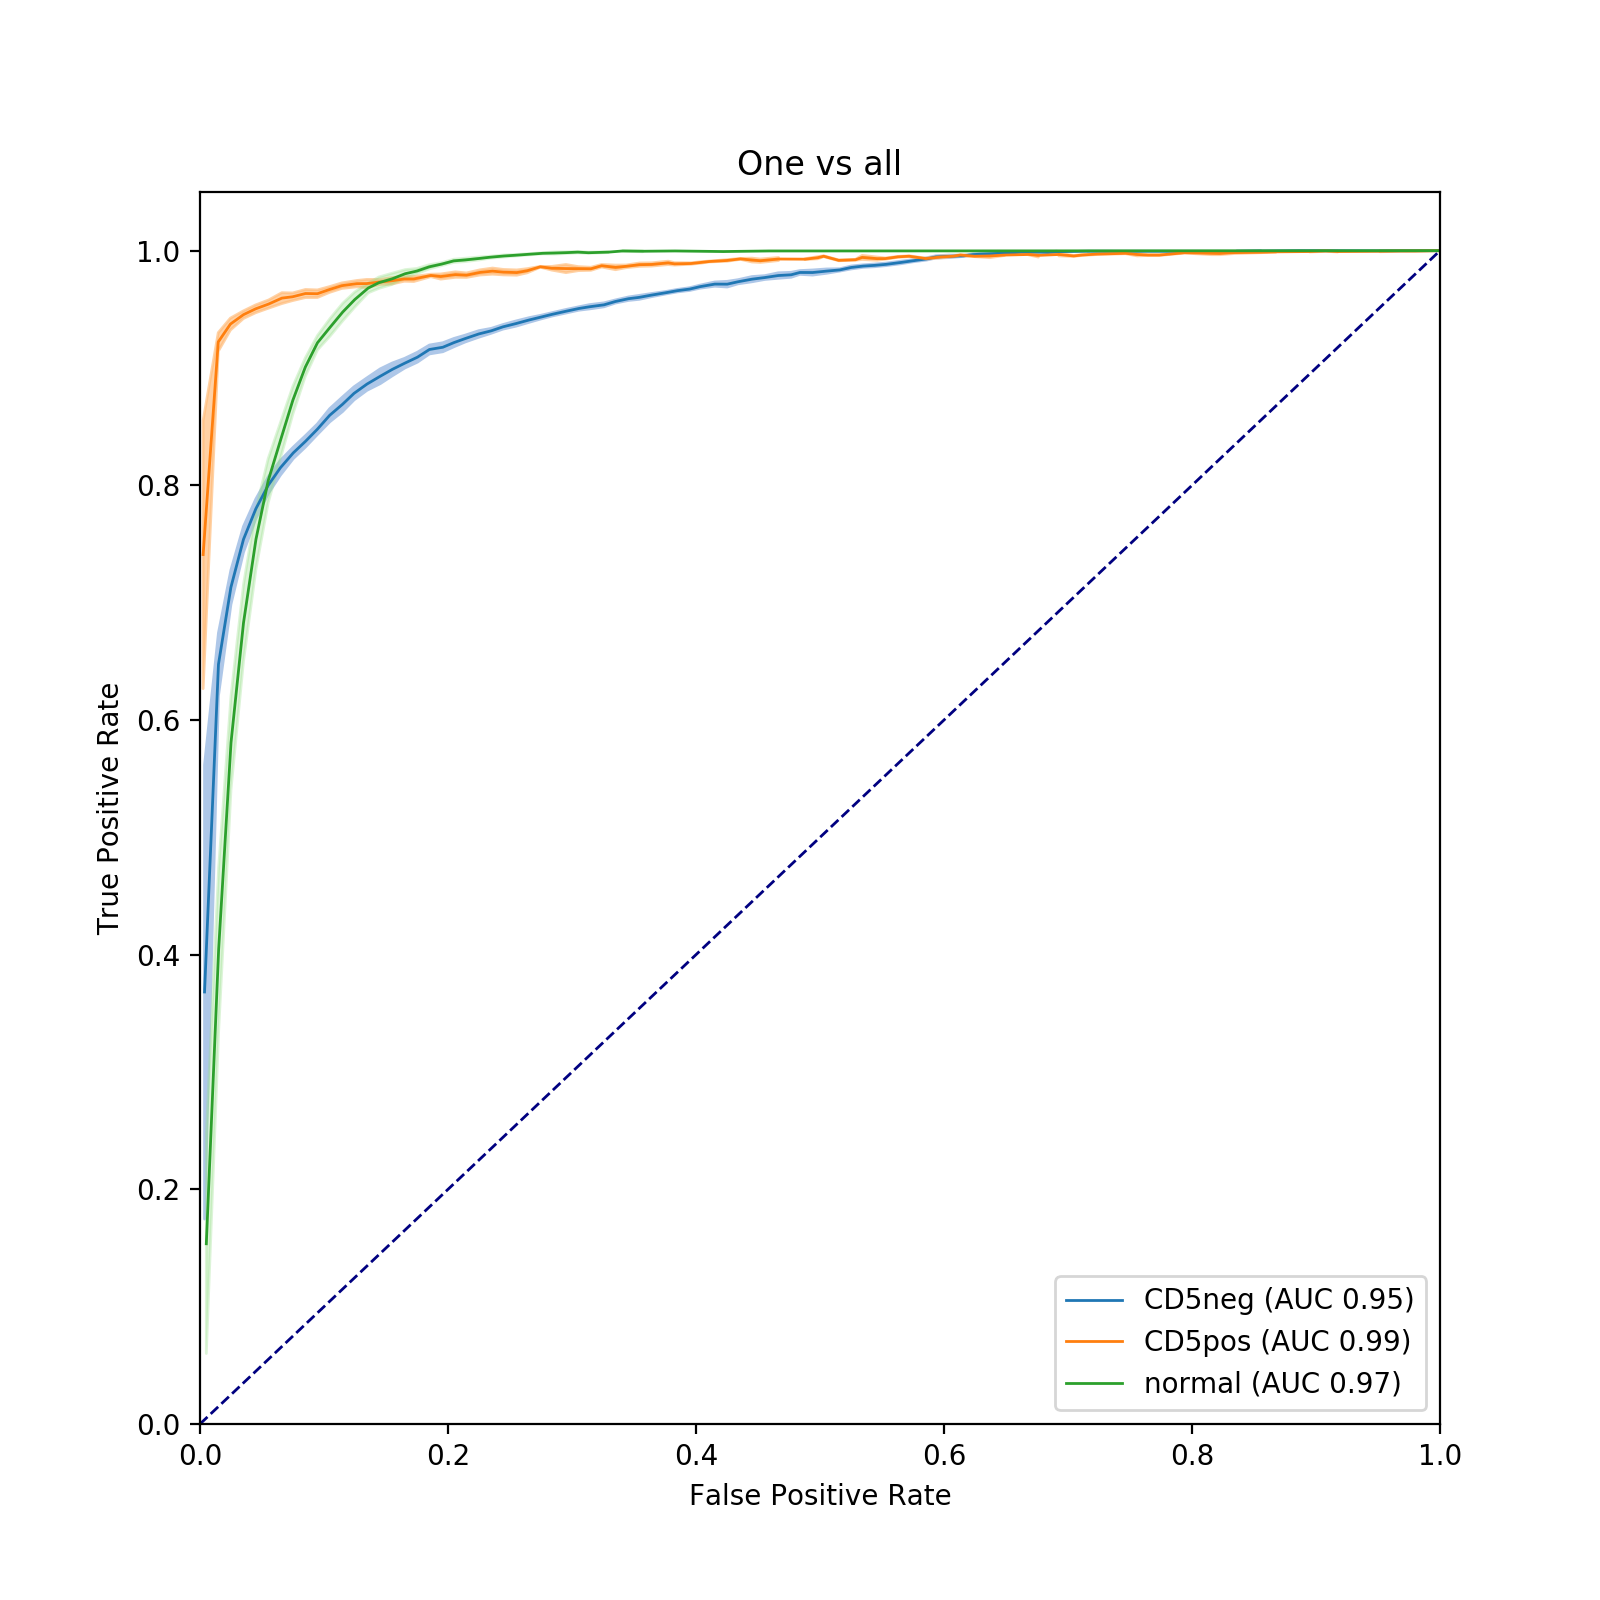 One vs all
1.0
0.8
0.6
0.4
0.2
0.0
True Positive Rate
0.0 0.2 0.4 0.6 0.8 1.0
False Positive Rate
CD5neg (AUC 0.95)
CD5pos (AUC 0.99)
normal (AUC 0.97)